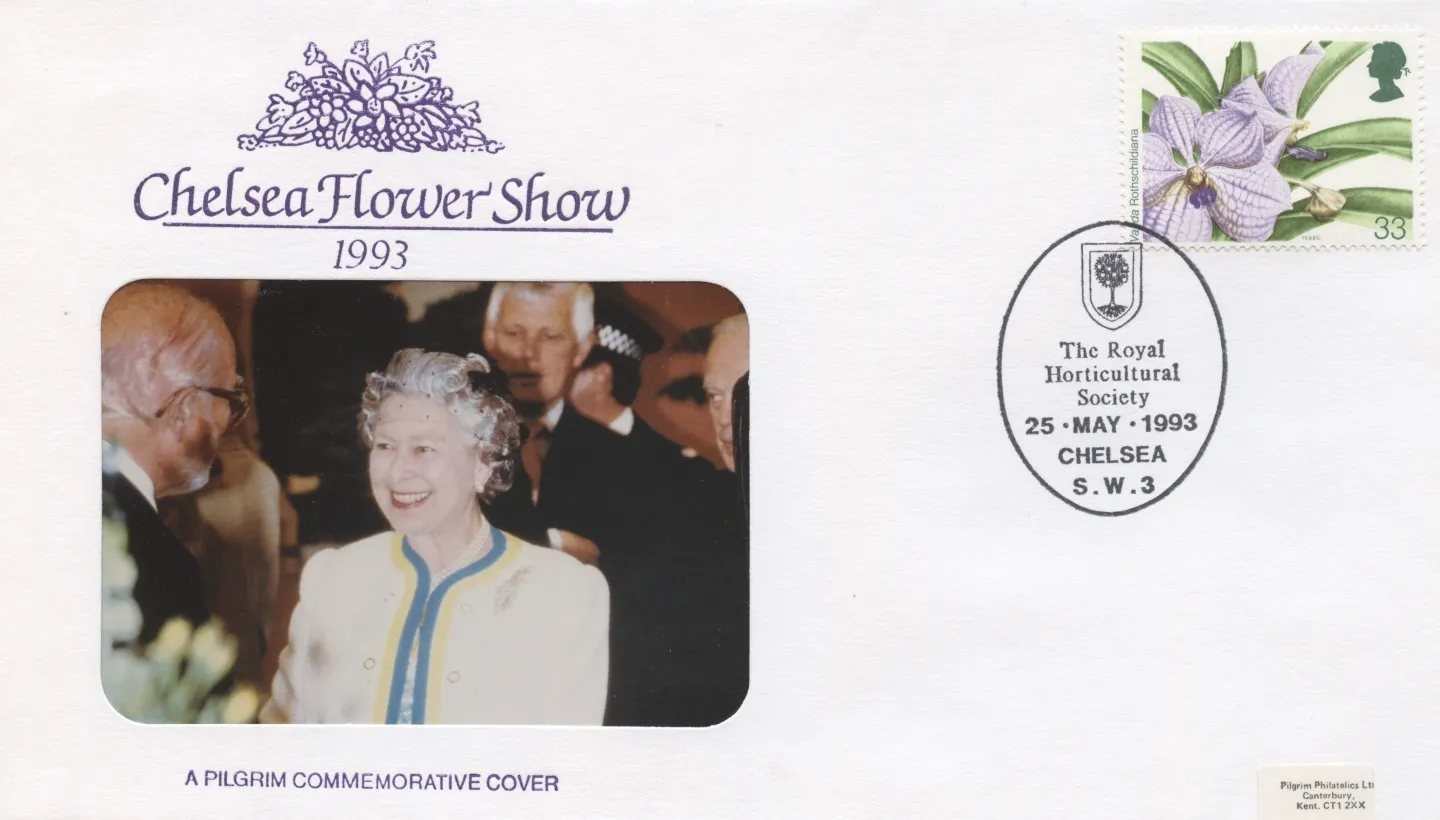 Chelsea Flower Show
1993
A PILGRIM COMMEMORATIVE COVER
Vanda Rothschildiana
33
The Royal
Horticultural
Society
25 · MAY · 1993
CHELSEA
S.W.3
Pilgrim Philatelics Lt
Canterbury,
Kent. CT1 2XX